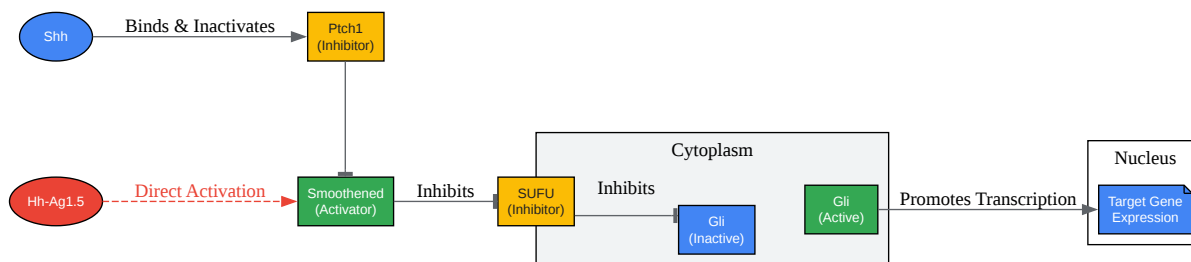 Shh
Binds & Inactivates
Ptch1
(Inhibitor)
Hh-Ag1.5
Direct Activation
Smoothened
(Activator)
Inhibits
SUFU
(Inhibitor)
Cytoplasm
Inhibits
Gli
(Inactive)
Gli
(Active)
Promotes Transcription
Nucleus
Target Gene
Expression